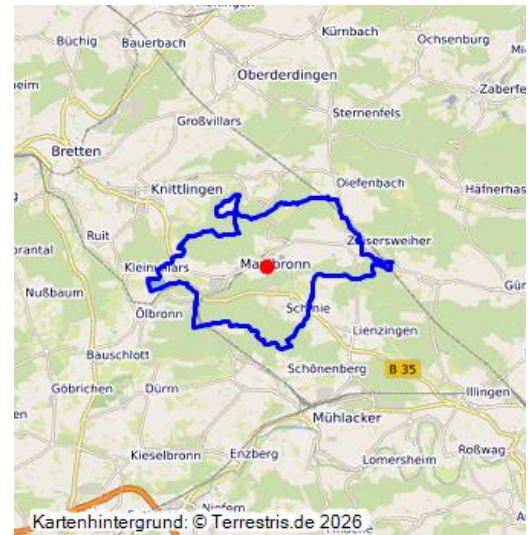 Büchig
Bauerbach
Kürnbach
Ochsenburg
Oberderdingen
Zaberfe
Sternenfels
Großvillars
Bretten
Knittlingen
Diefenbach
Häfnerhas
Ruit
Zaisersweiher
Kleinvillars
Maulbronn
Nußbaum
Ölbronn
Schmie
Lienzingen
Bauschlott
Schönenberg
B 35
Göbrichen
Dürrn
Illingen
Mühlacker
Kieselbronn
Enzberg
Lomersheim
Roßwag
Niefern
Kartenhintergrund: © Terrestris.de 2026